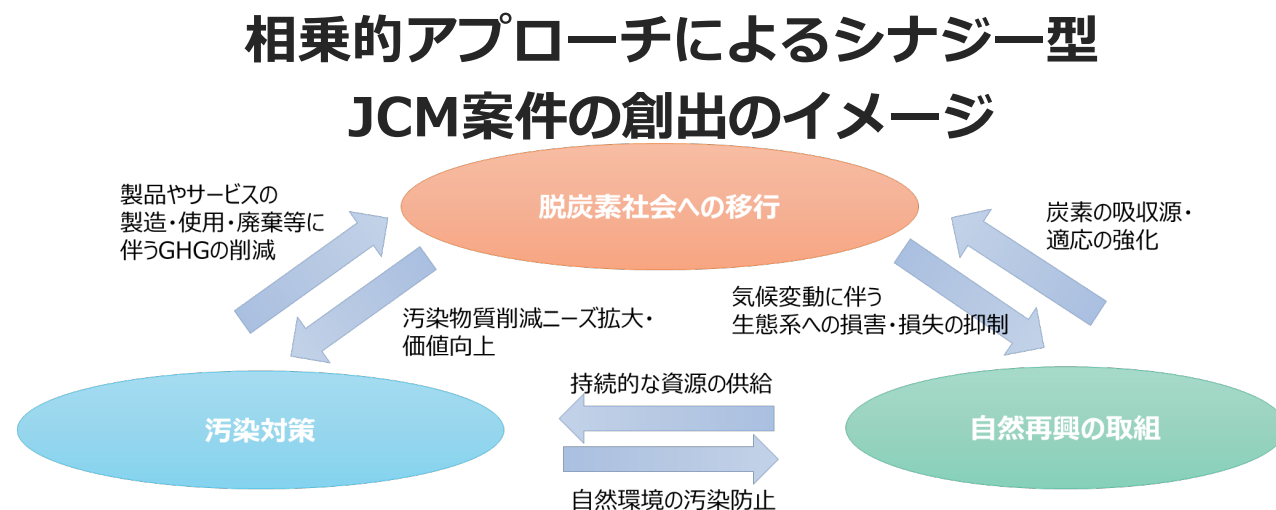 相乗的アプローチによるシナジー型
JCM案件の創出のイメージ
脱炭素社会への移行
製品やサービスの
製造・使用・廃棄等に
伴うGHGの削減
炭素の吸収源・
適応の強化
汚染物質削減ニーズ拡大・
価値向上
気候変動に伴う
生態系への損害・損失の抑制
持続的な資源の供給
汚染対策
自然再興の取組
自然環境の汚染防止